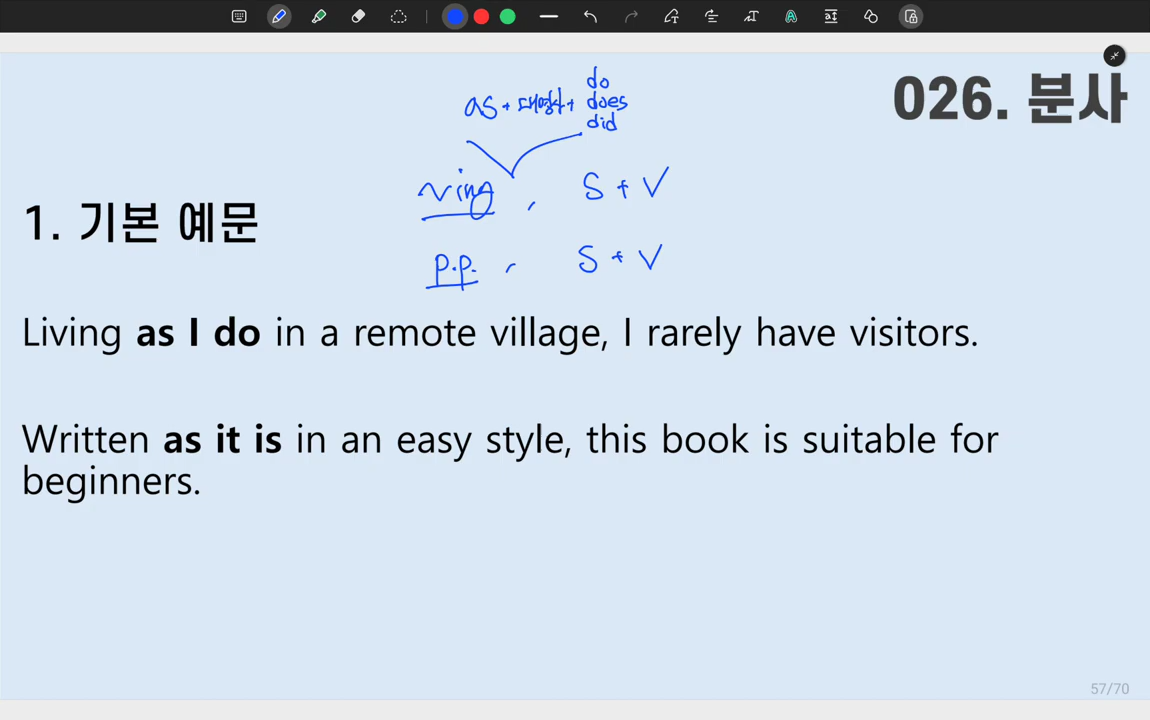 do
as + 대명사 + does
did
026. 분사
ving, S + V
1. 기본 예문
p.p., S + V
Living as I do in a remote village, I rarely have visitors.
Written as it is in an easy style, this book is suitable for
beginners.
57/70